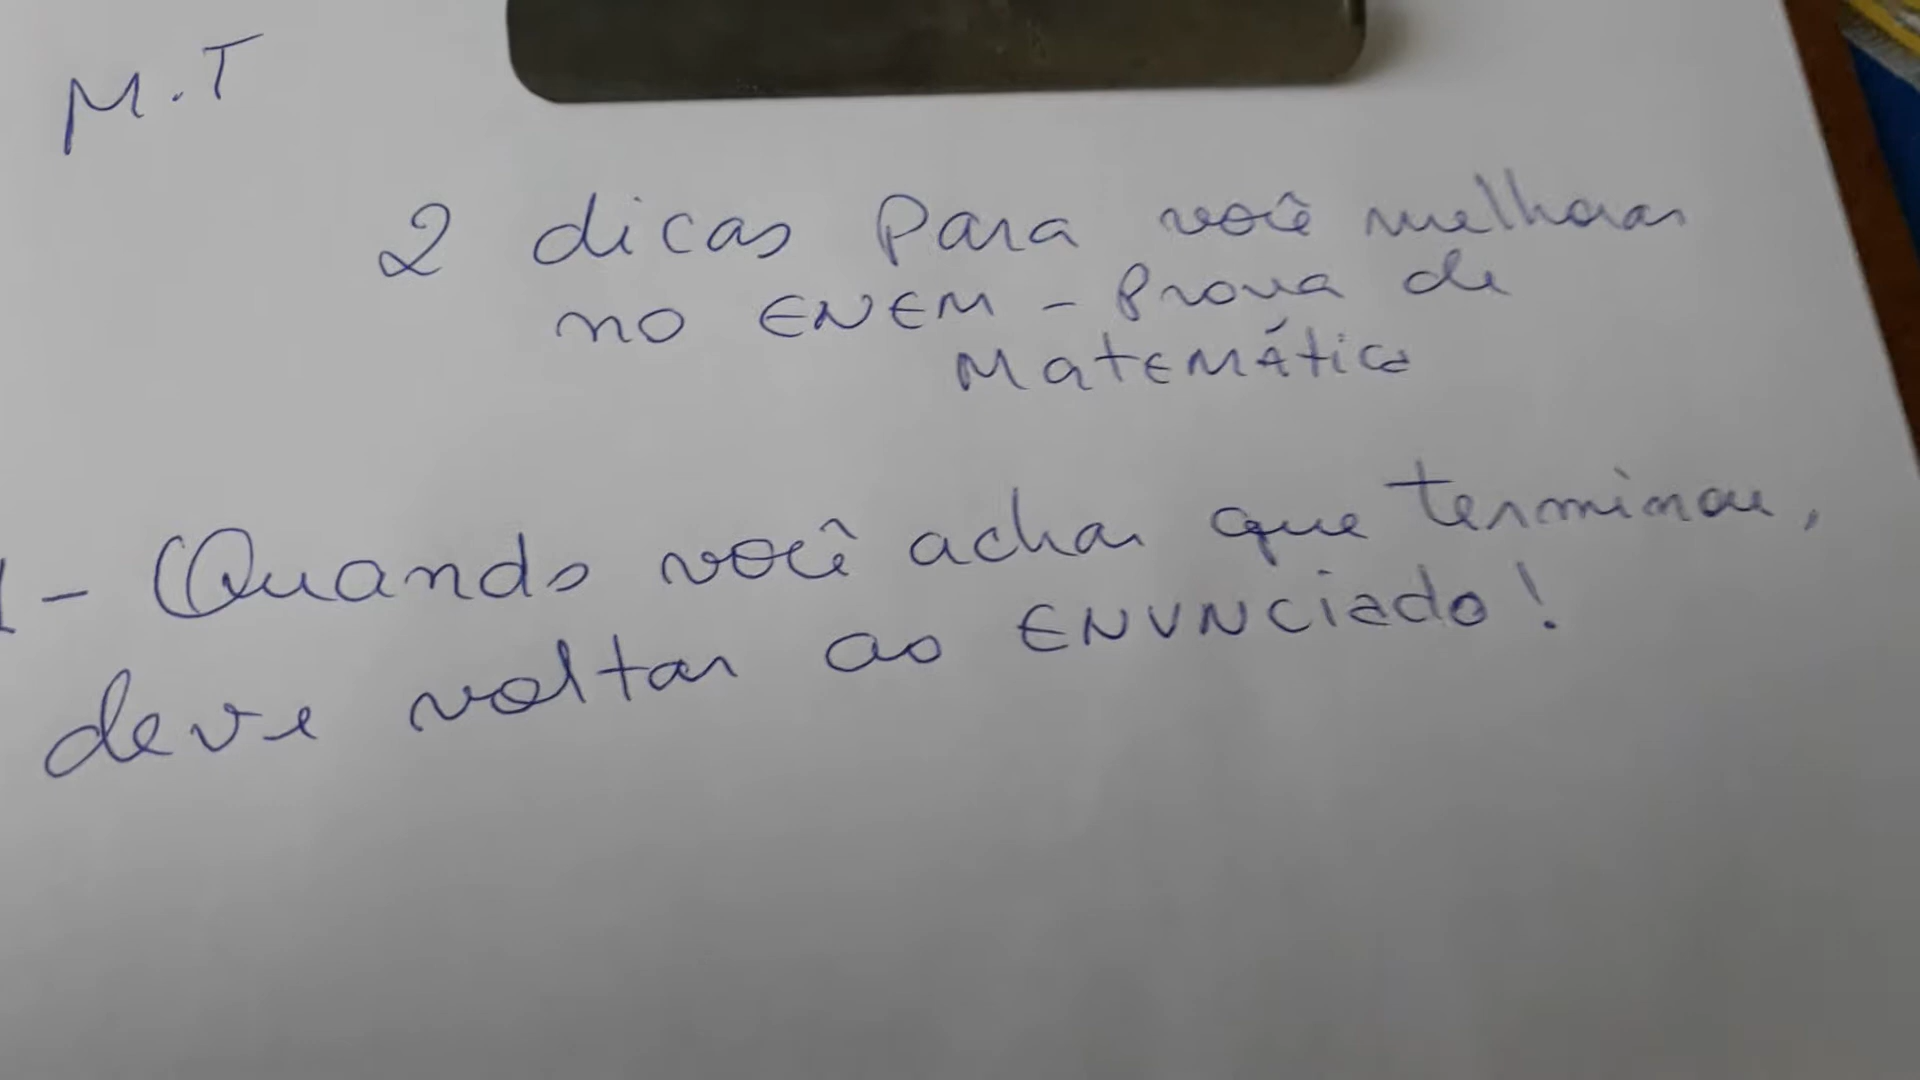 M.T
2 dicas para você melhorar
no ENEM - Prova de
Matemática
1 - Quando você achar que terminou,
deve voltar ao ENUNciado!